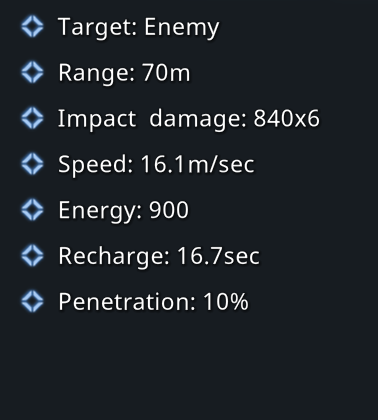 Target: Enemy
Range: 70m
Impact  damage: 840x6
Speed: 16.1m/sec
Energy: 900
Recharge: 16.7sec
Penetration: 10%